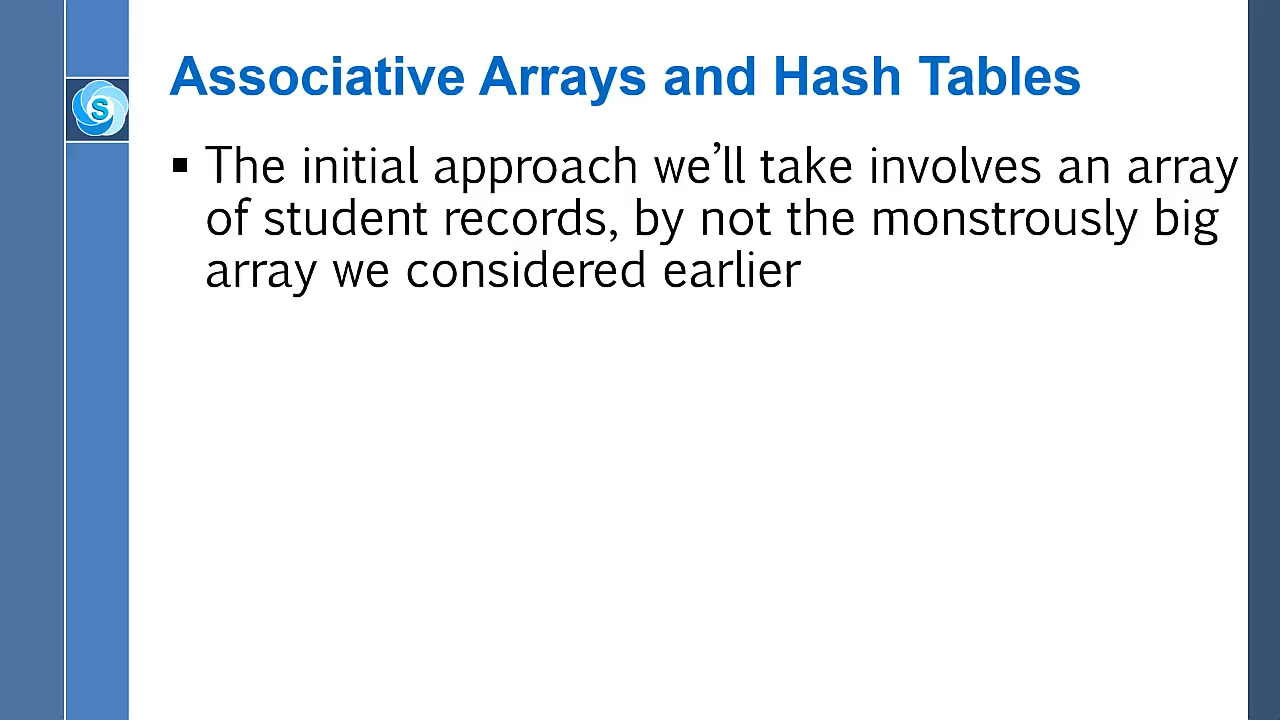 Associative Arrays and Hash Tables
S
▪ The initial approach we’ll take involves an array
of student records, by not the monstrously big
array we considered earlier